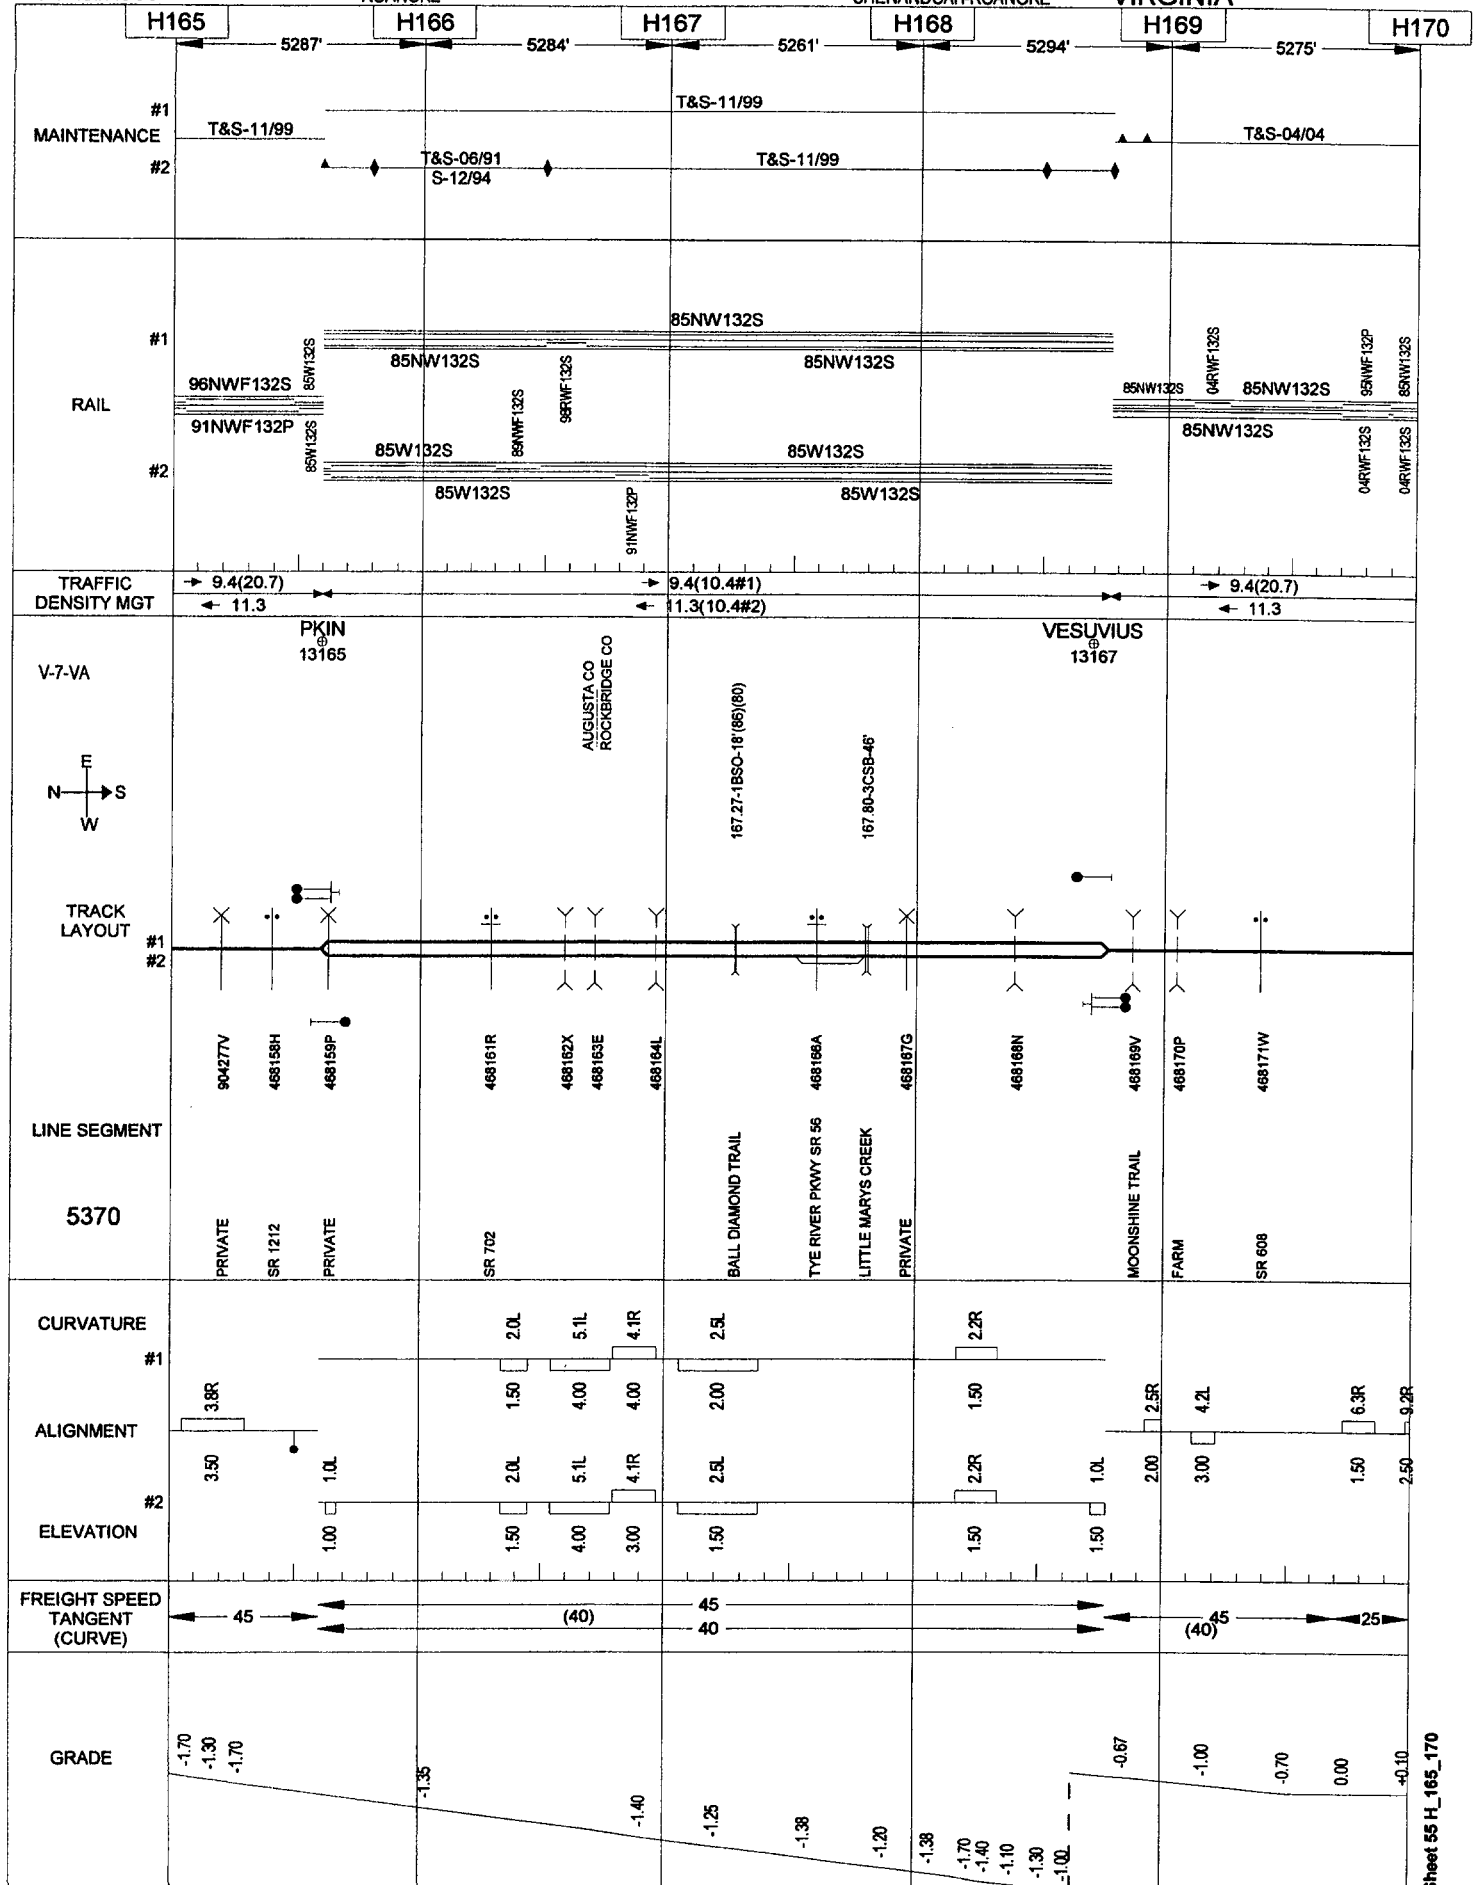 VIRGINIA
H165 H166 H167 H168 H169 H170
5287' 5284' 5261' 5294' 5275'
#1 T&S-11/99
MAINTENANCE T&S-11/99 T&S-04/04
#2 T&S-06/91 T&S-11/99
S-12/94
#1 85NW132S
85NW132S 85NW132S
RAIL
96NWF132S 85W132S
91NWF132P 85W132S
89NWF132S 98RWF132S
85NW132S 04RWF132S 85NW132S 95NWF132P 85NW132S
85NW132S 04RWF132S 04RWF132S
#2 85W132S 85W132S
85W132S 85W132S
91NWF132P
TRAFFIC
DENSITY MGT
9.4(20.7) 9.4(10.4#1) 9.4(20.7)
11.3 11.3(10.4#2) 11.3
PKIN
13165
VESUVIUS
13167
V-7-VA
AUGUSTA CO
ROCKBRIDGE CO
167.27-1BSO-18'(86)(80)
167.80-3CSB-46'
E
N S
W
TRACK
LAYOUT
#1
#2
904277V
468158H
468159P
468161R
468162X
468163E
468164L
468166A
468167G
468168N
468169V
468170P
468171W
LINE SEGMENT
5370
PRIVATE
SR 1212
PRIVATE
SR 702
BALL DIAMOND TRAIL
TYE RIVER PKWY SR 56
LITTLE MARYS CREEK
PRIVATE
MOONSHINE TRAIL
FARM
SR 608
CURVATURE
2.0L 5.1L 4.1R 2.5L 2.2R
#1
1.50 4.00 4.00 2.00 1.50
ALIGNMENT
3.8R 2.5R 4.2L 6.3R 9.2R
3.50 2.00 3.00 1.50 2.50
1.0L 2.0L 5.1L 4.1R 2.5L 2.2R 1.0L
#2
ELEVATION
1.00 1.50 4.00 3.00 1.50 1.50 1.50
FREIGHT SPEED
TANGENT
(CURVE)
45 (40) 45 45 (40) 25
40
GRADE
-1.70
-1.30
-1.70
-1.35
-1.40
-1.25
-1.38
-1.20
-1.38
-1.70
-1.40
-1.10
-1.30
-1.00
-0.67
-1.00
-0.70
0.00
+0.10
Sheet 55 H_165_170